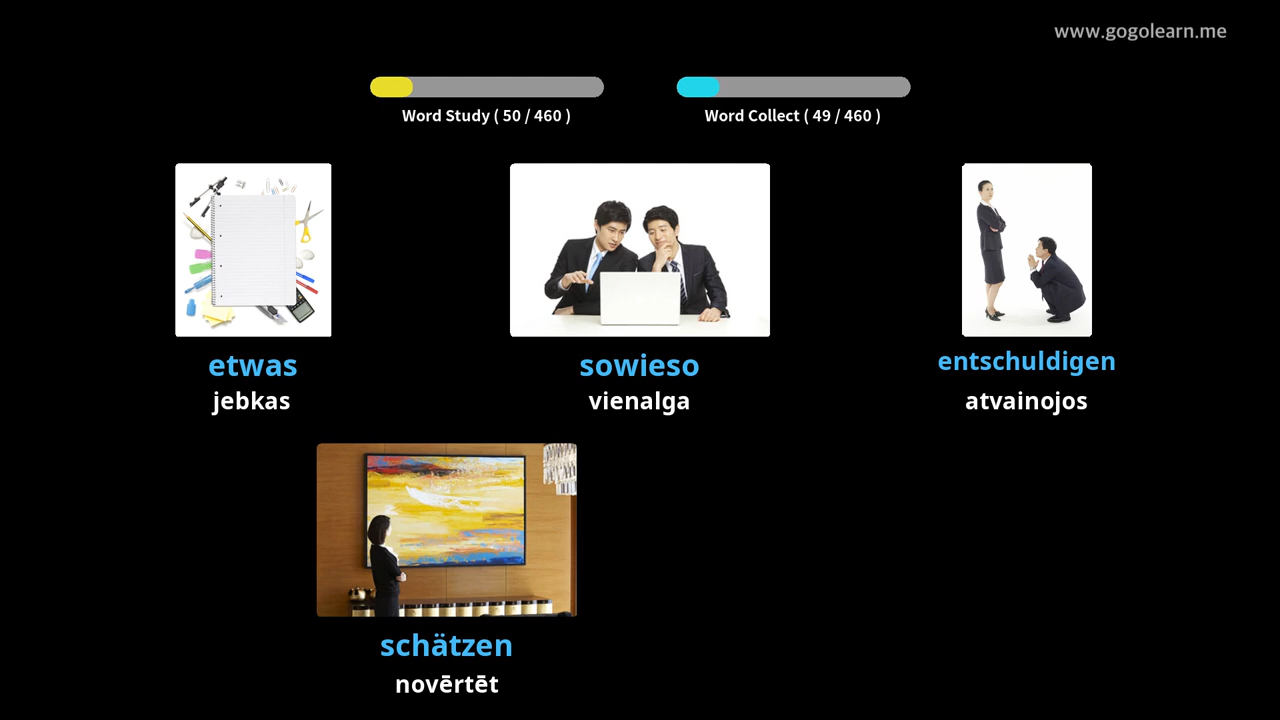 www.gogolearn.me
Word Study ( 50 / 460 )
Word Collect ( 49 / 460 )
etwas
jebkas
sowieso
vienalga
entschuldigen
atvainojos
schätzen
novērtēt